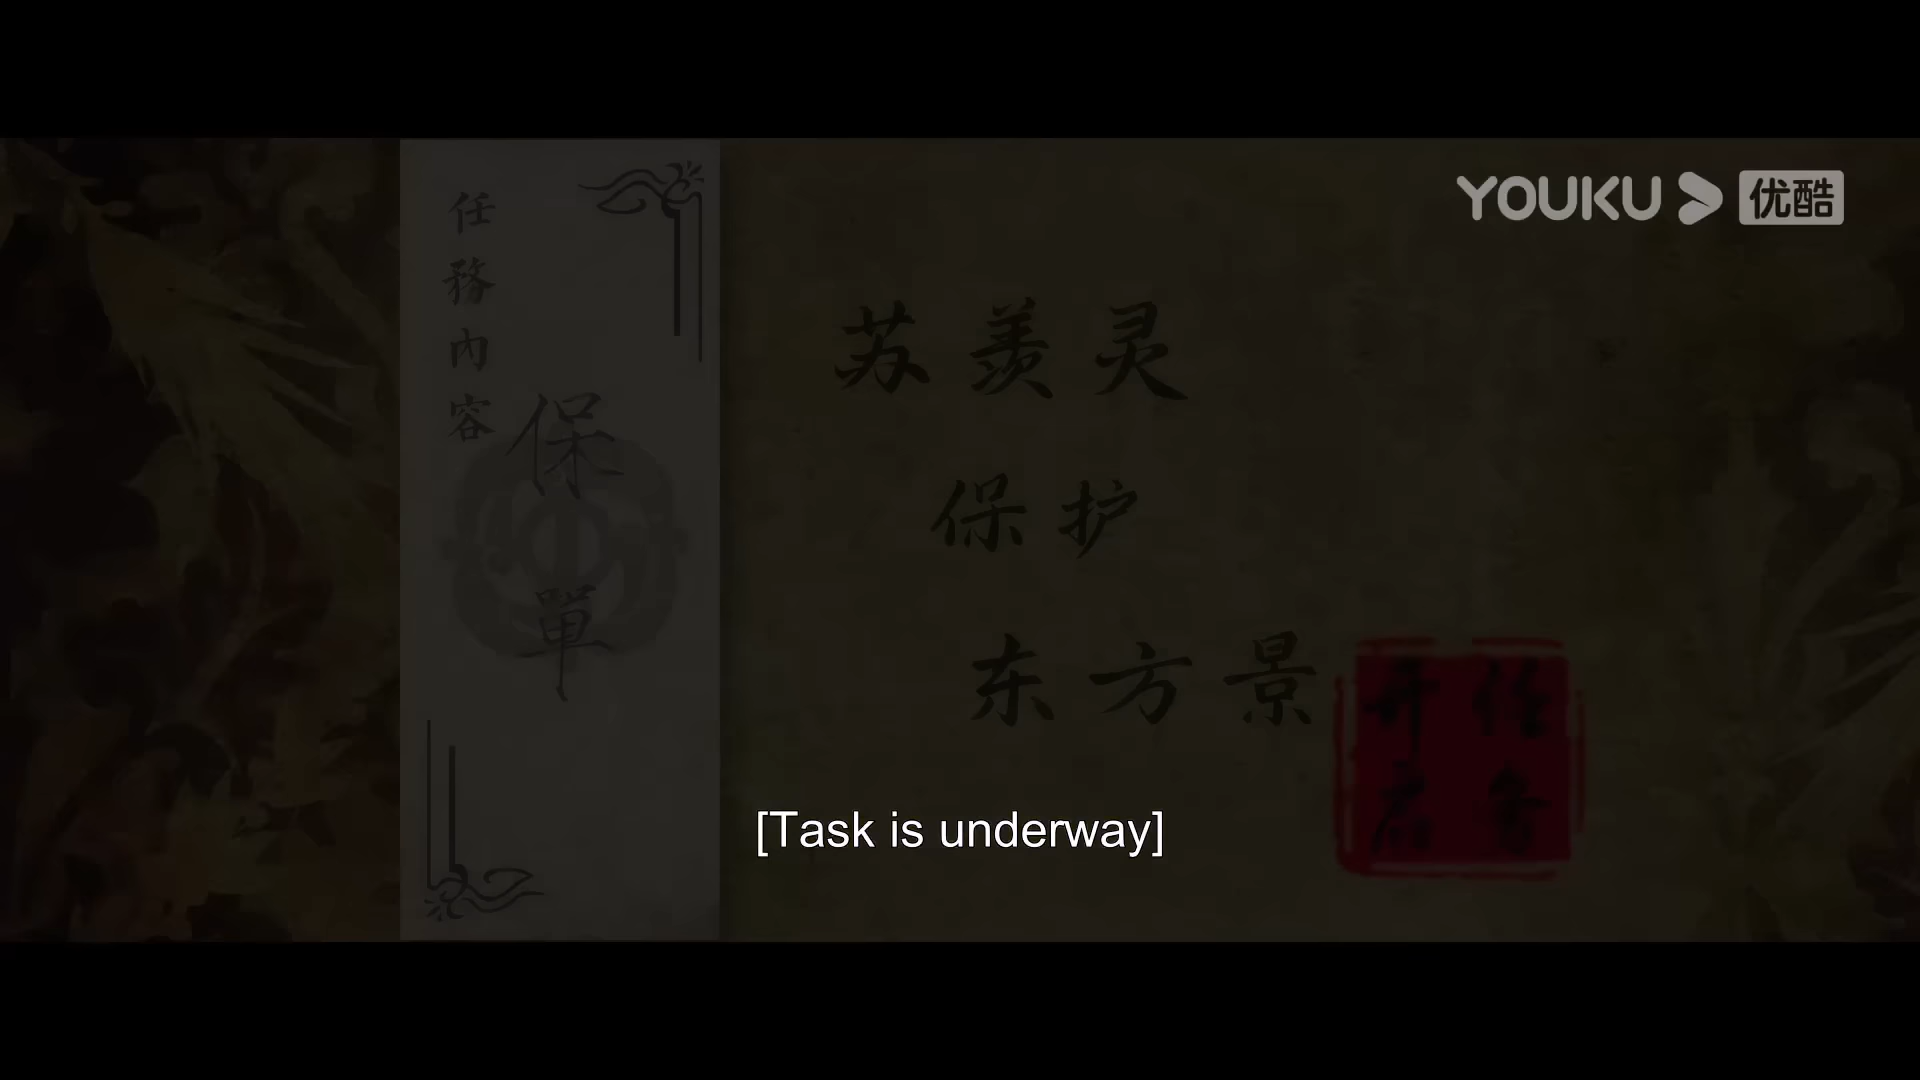 YOUKU 优酷
任務內容
保單
苏羡灵
保护
东方景
任务
开启
[Task is underway]